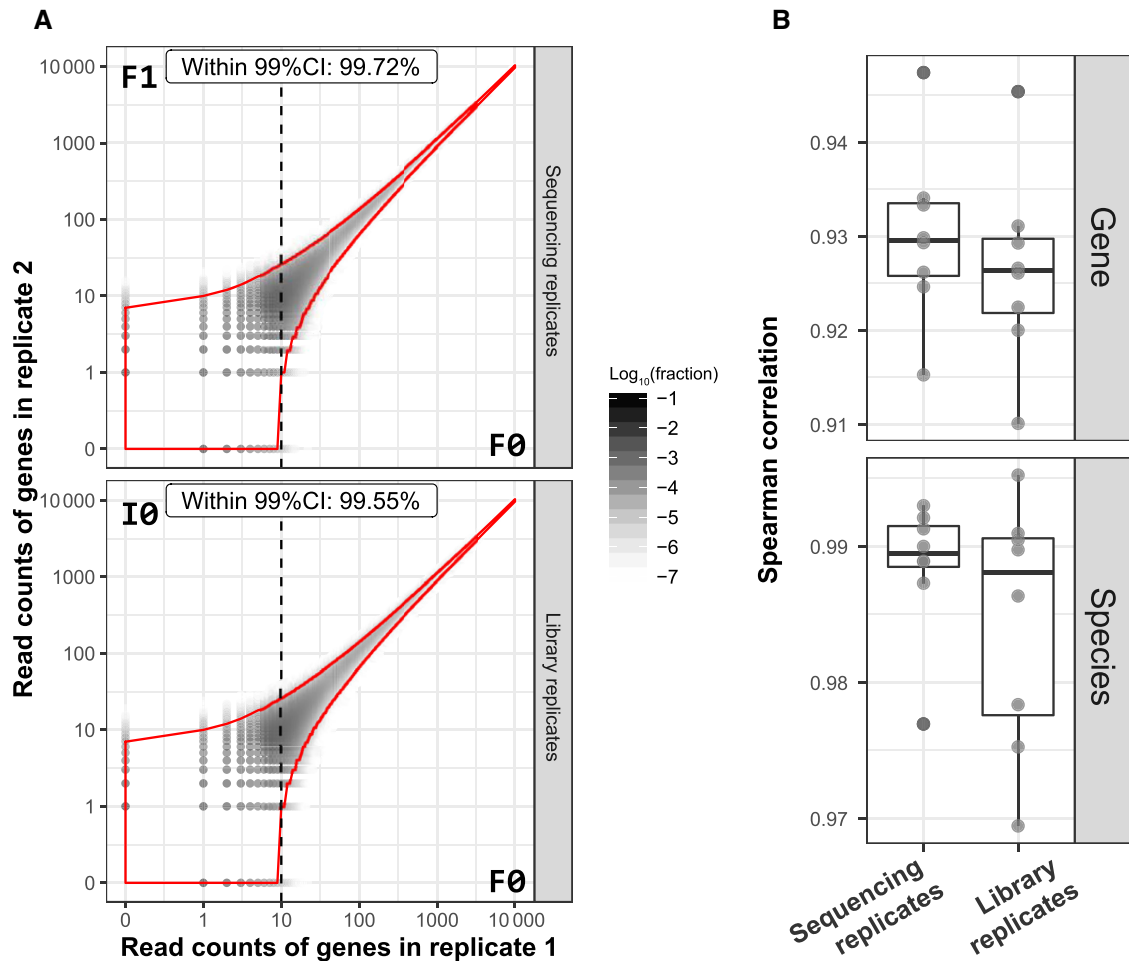 A
B
F1
Within 99%CI: 99.72%
10 000
1000
100
10
1
0
F0
Sequencing replicates
I0
Within 99%CI: 99.55%
10000
1000
100
10
1
0
F0
Library replicates
0
1
10
100
1000
10000
Read counts of genes in replicate 1
Read counts of genes in replicate 2
Log10(fraction)
−1
−2
−3
−4
−5
−6
−7
Spearman correlation
0.94
0.93
0.92
0.91
Gene
0.99
0.98
0.97
Species
Sequencing
replicates
Library
replicates